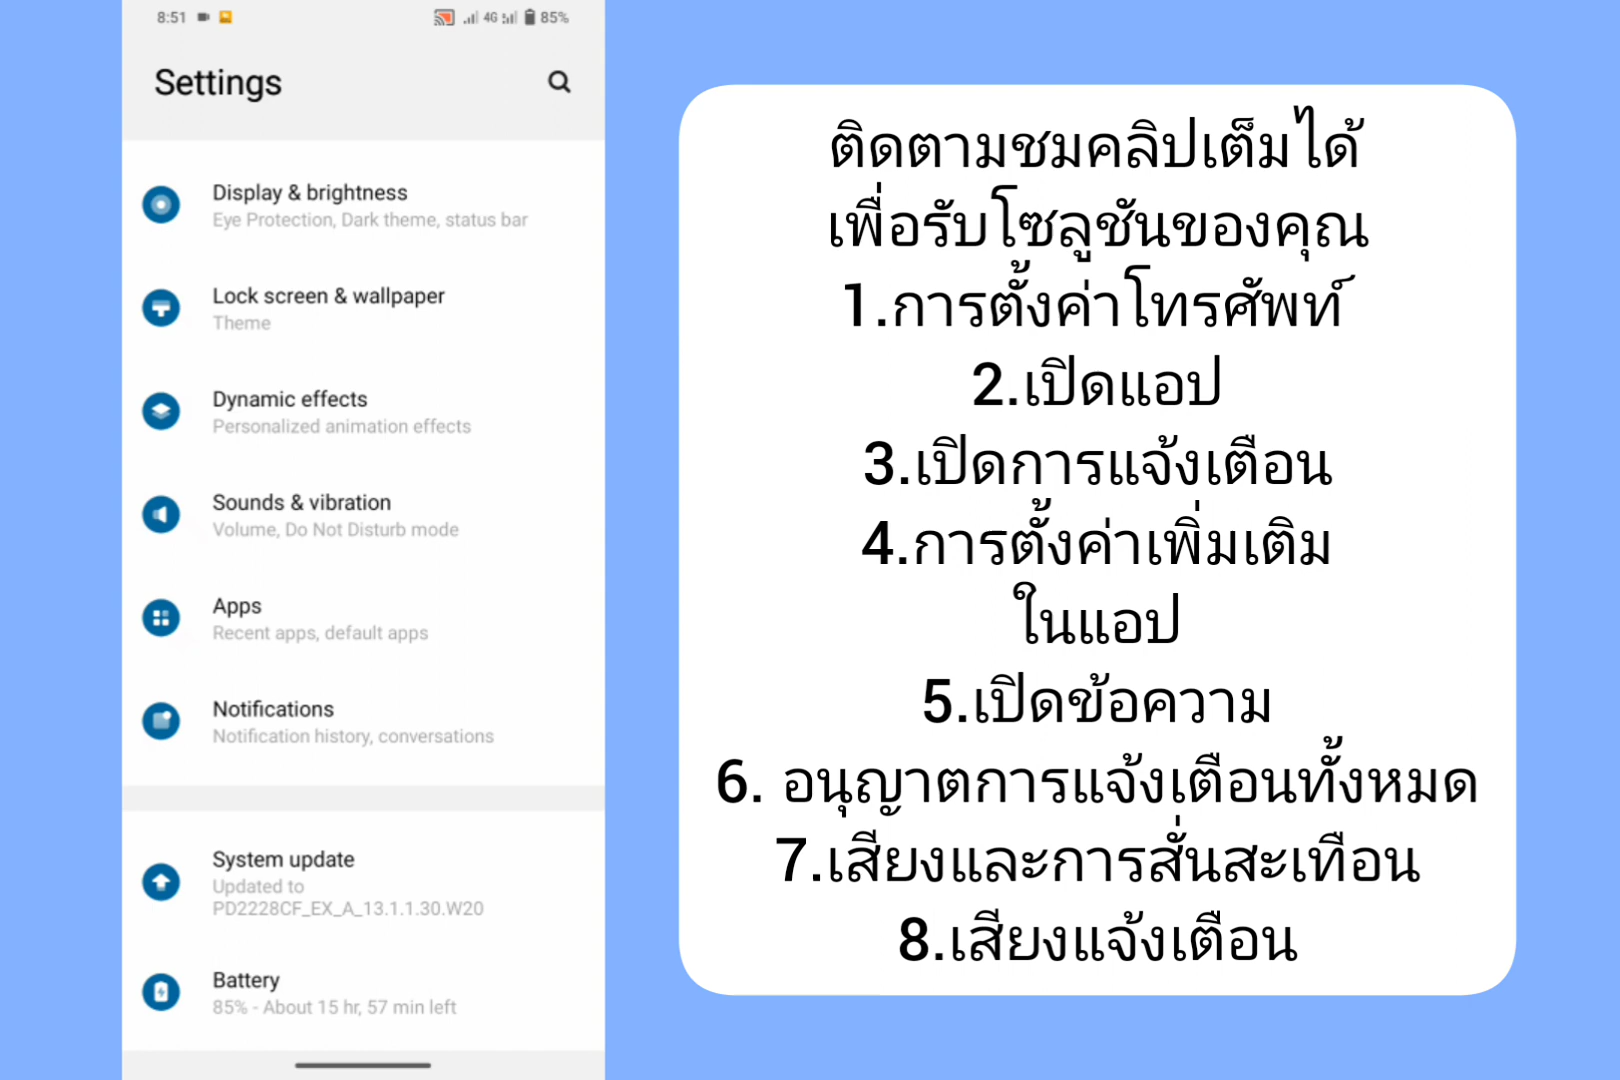 8:51
4G
85%
Settings
Display & brightness
Eye Protection, Dark theme, status bar
Lock screen & wallpaper
Theme
Dynamic effects
Personalized animation effects
Sounds & vibration
Volume, Do Not Disturb mode
Apps
Recent apps, default apps
Notifications
Notification history, conversations
System update
Updated to
PD2228CF_EX_A_13.1.1.30.W20
Battery
85% - About 15 hr, 57 min left
ติดตามชมคลิปเต็มได้
เพื่อรับโซลูชันของคุณ
1.การตั้งค่าโทรศัพท์
2.เปิดแอป
3.เปิดการแจ้งเตือน
4.การตั้งค่าเพิ่มเติม
ในแอป
5.เปิดข้อความ
6. อนุญาตการแจ้งเตือนทั้งหมด
7.เสียงและการสั่นสะเทือน
8.เสียงแจ้งเตือน